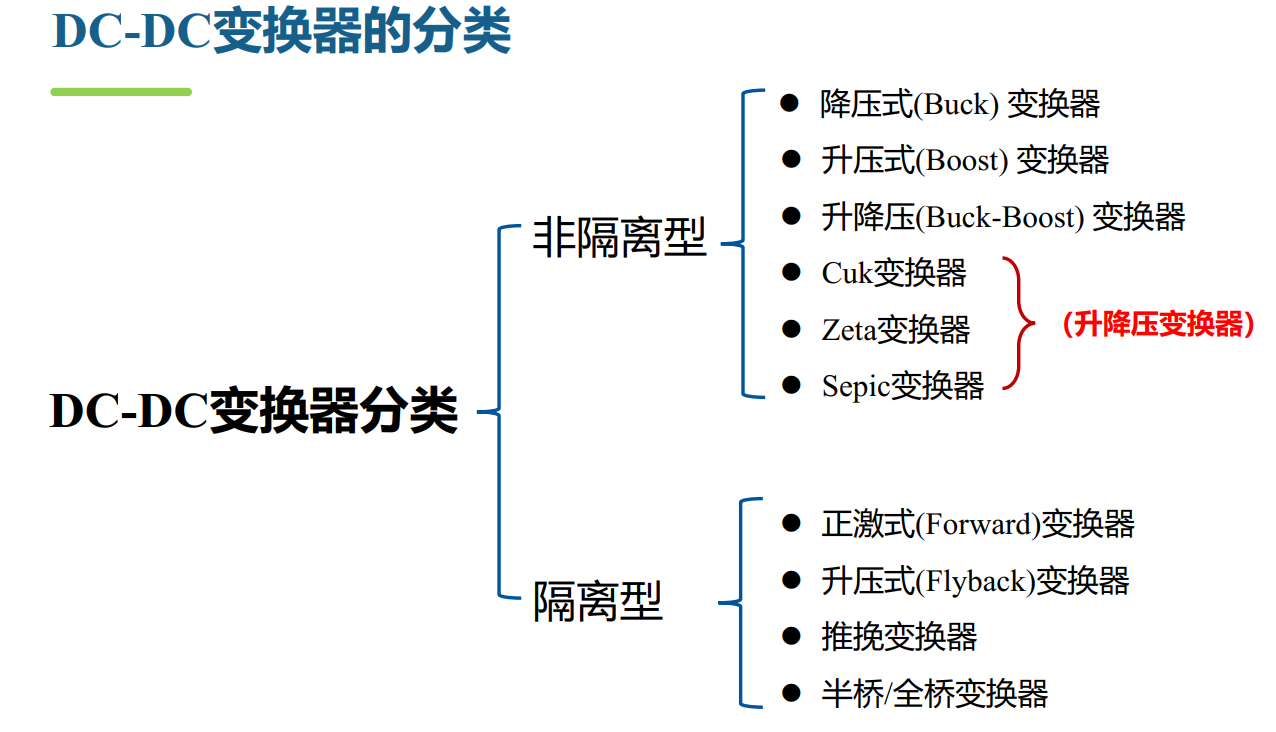 DC-DC变换器的分类
DC-DC变换器分类
非隔离型
● 降压式(Buck) 变换器
● 升压式(Boost) 变换器
● 升降压(Buck-Boost) 变换器
● Cuk变换器
● Zeta变换器
● Sepic变换器
(升降压变换器)
隔离型
● 正激式(Forward)变换器
● 升压式(Flyback)变换器
● 推挽变换器
● 半桥/全桥变换器